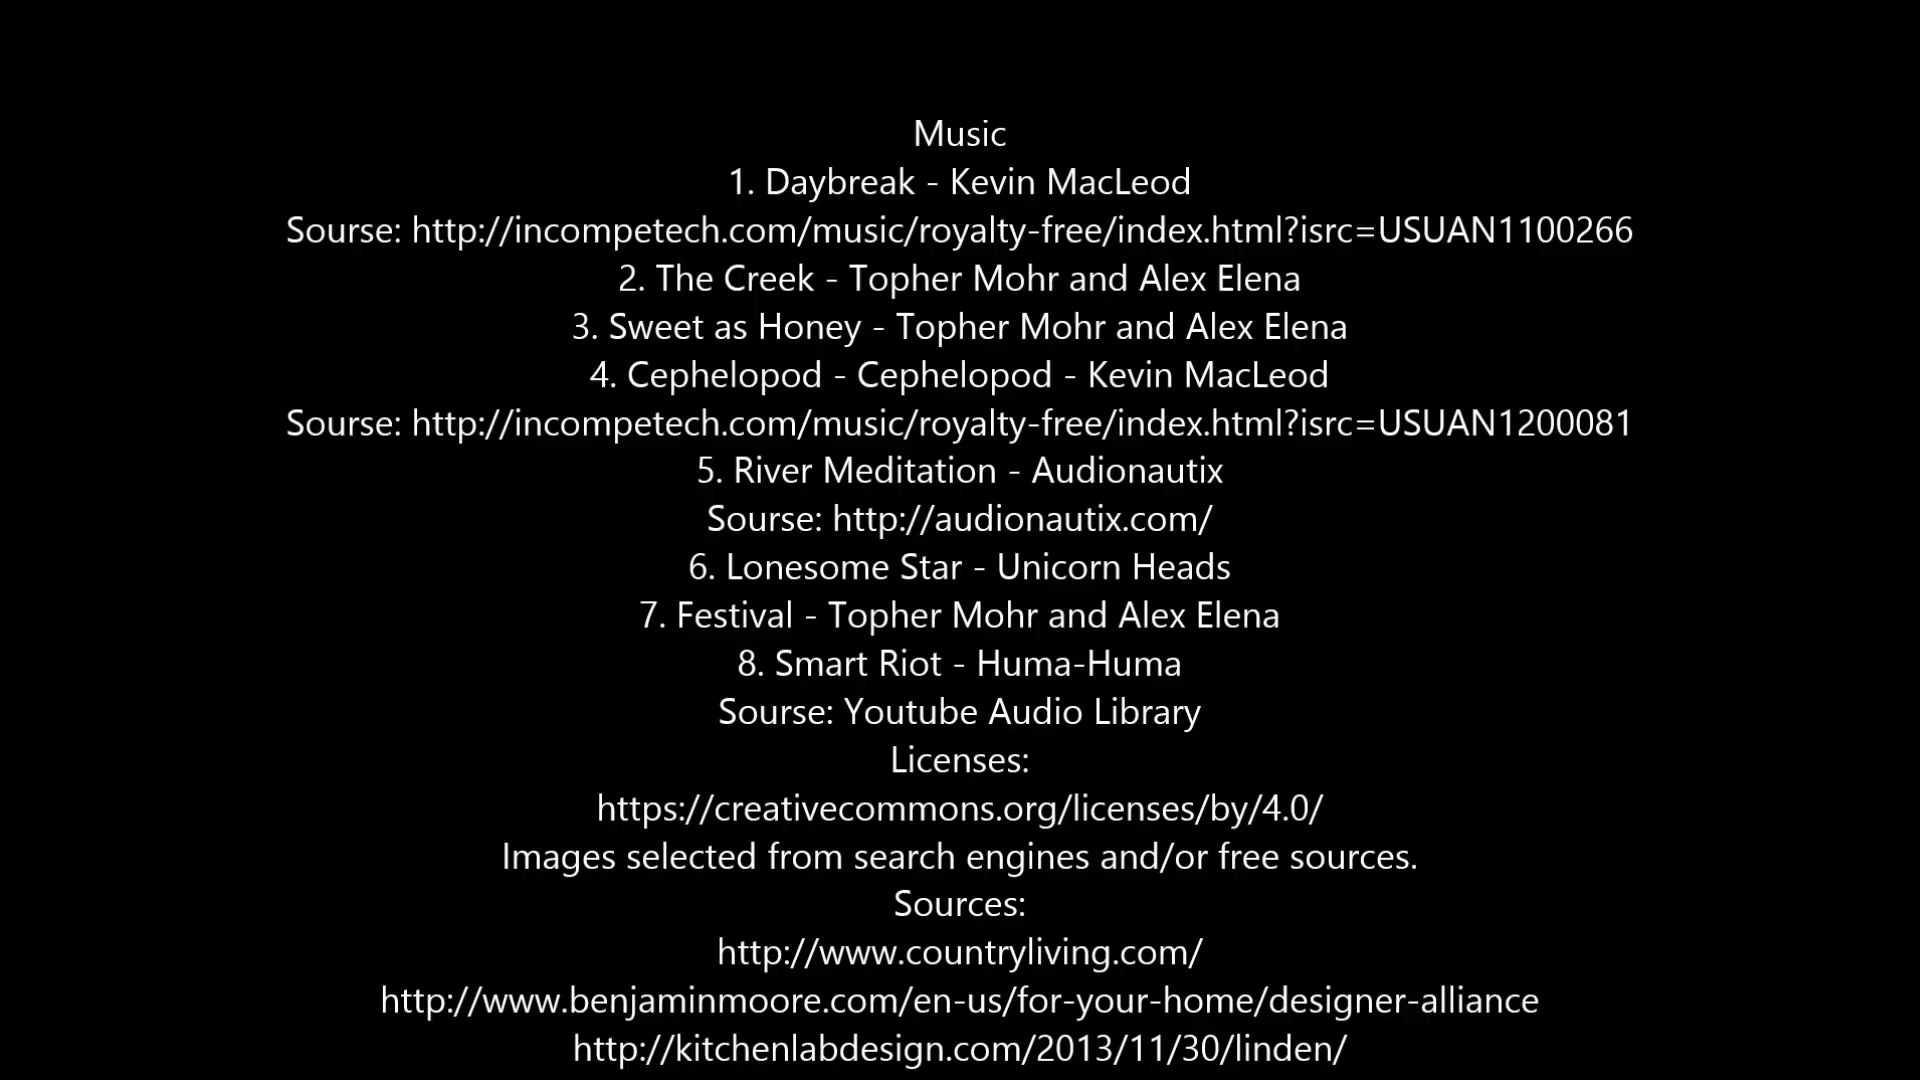 Music
1. Daybreak - Kevin MacLeod
Sourse: http://incompetech.com/music/royalty-free/index.html?isrc=USUAN1100266
2. The Creek - Topher Mohr and Alex Elena
3. Sweet as Honey - Topher Mohr and Alex Elena
4. Cephelopod - Cephelopod - Kevin MacLeod
Sourse: http://incompetech.com/music/royalty-free/index.html?isrc=USUAN1200081
5. River Meditation - Audionautix
Sourse: http://audionautix.com/
6. Lonesome Star - Unicorn Heads
7. Festival - Topher Mohr and Alex Elena
8. Smart Riot - Huma-Huma
Sourse: Youtube Audio Library
Licenses:
https://creativecommons.org/licenses/by/4.0/
Images selected from search engines and/or free sources.
Sources:
http://www.countryliving.com/
http://www.benjaminmoore.com/en-us/for-your-home/designer-alliance
http://kitchenlabdesign.com/2013/11/30/linden/